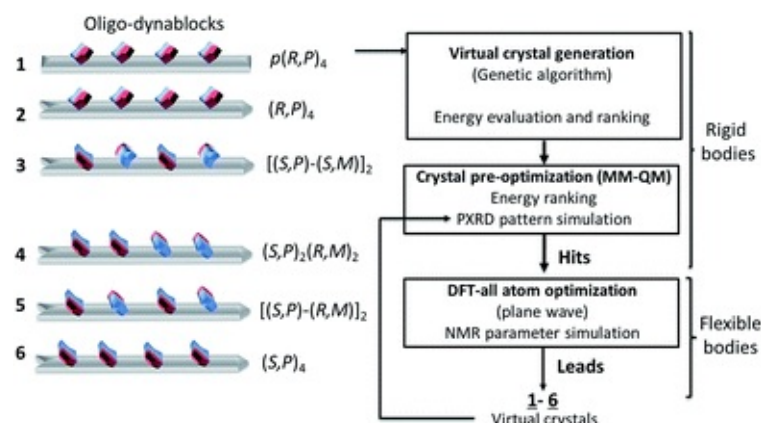 Oligo-dynablocks
1 p(R,P)4
2 (R,P)4
3 [(S,P)-(S,M)]2
4 (S,P)2(R,M)2
5 [(S,P)-(R,M)]2
6 (S,P)4
Virtual crystal generation
(Genetic algorithm)
Energy evaluation and ranking
Crystal pre-optimization (MM-QM)
Energy ranking
PXRD pattern simulation
Hits
DFT-all atom optimization
(plane wave)
NMR parameter simulation
Leads
1-6
Virtual crystals
Rigid
bodies
Flexible
bodies